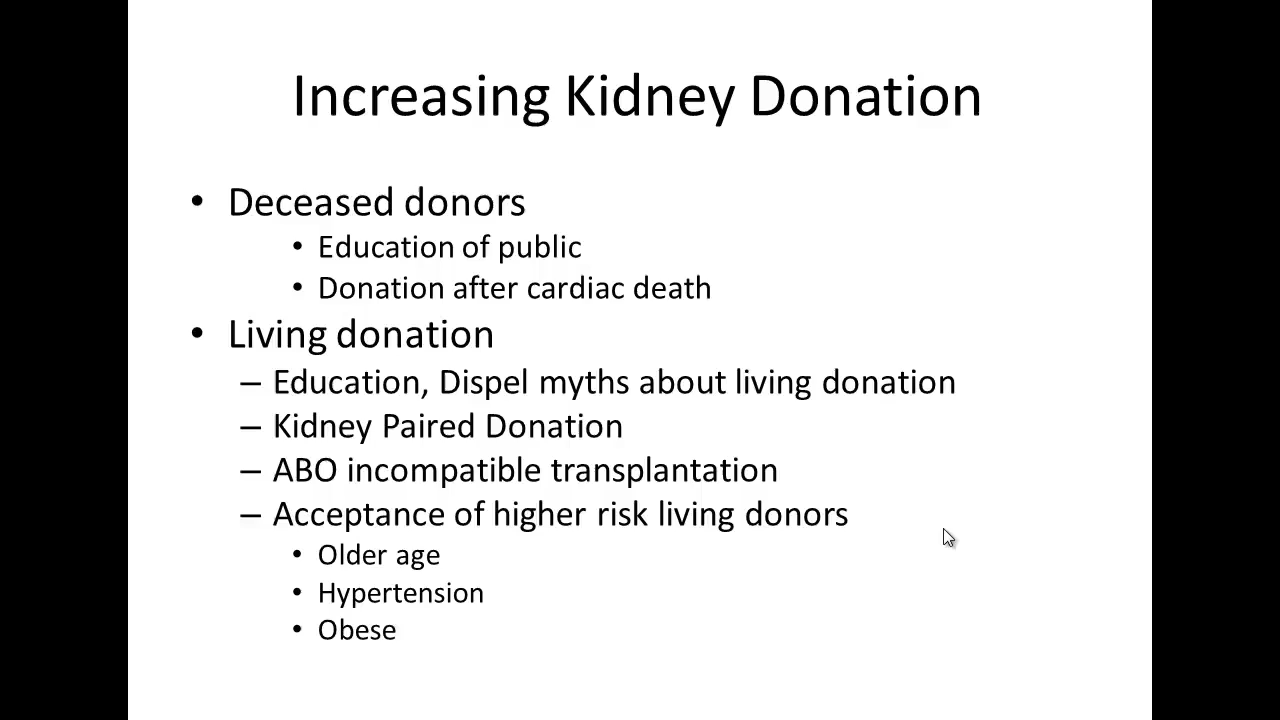 Increasing Kidney Donation
• Deceased donors
• Education of public
• Donation after cardiac death
• Living donation
– Education, Dispel myths about living donation
– Kidney Paired Donation
– ABO incompatible transplantation
– Acceptance of higher risk living donors
• Older age
• Hypertension
• Obese